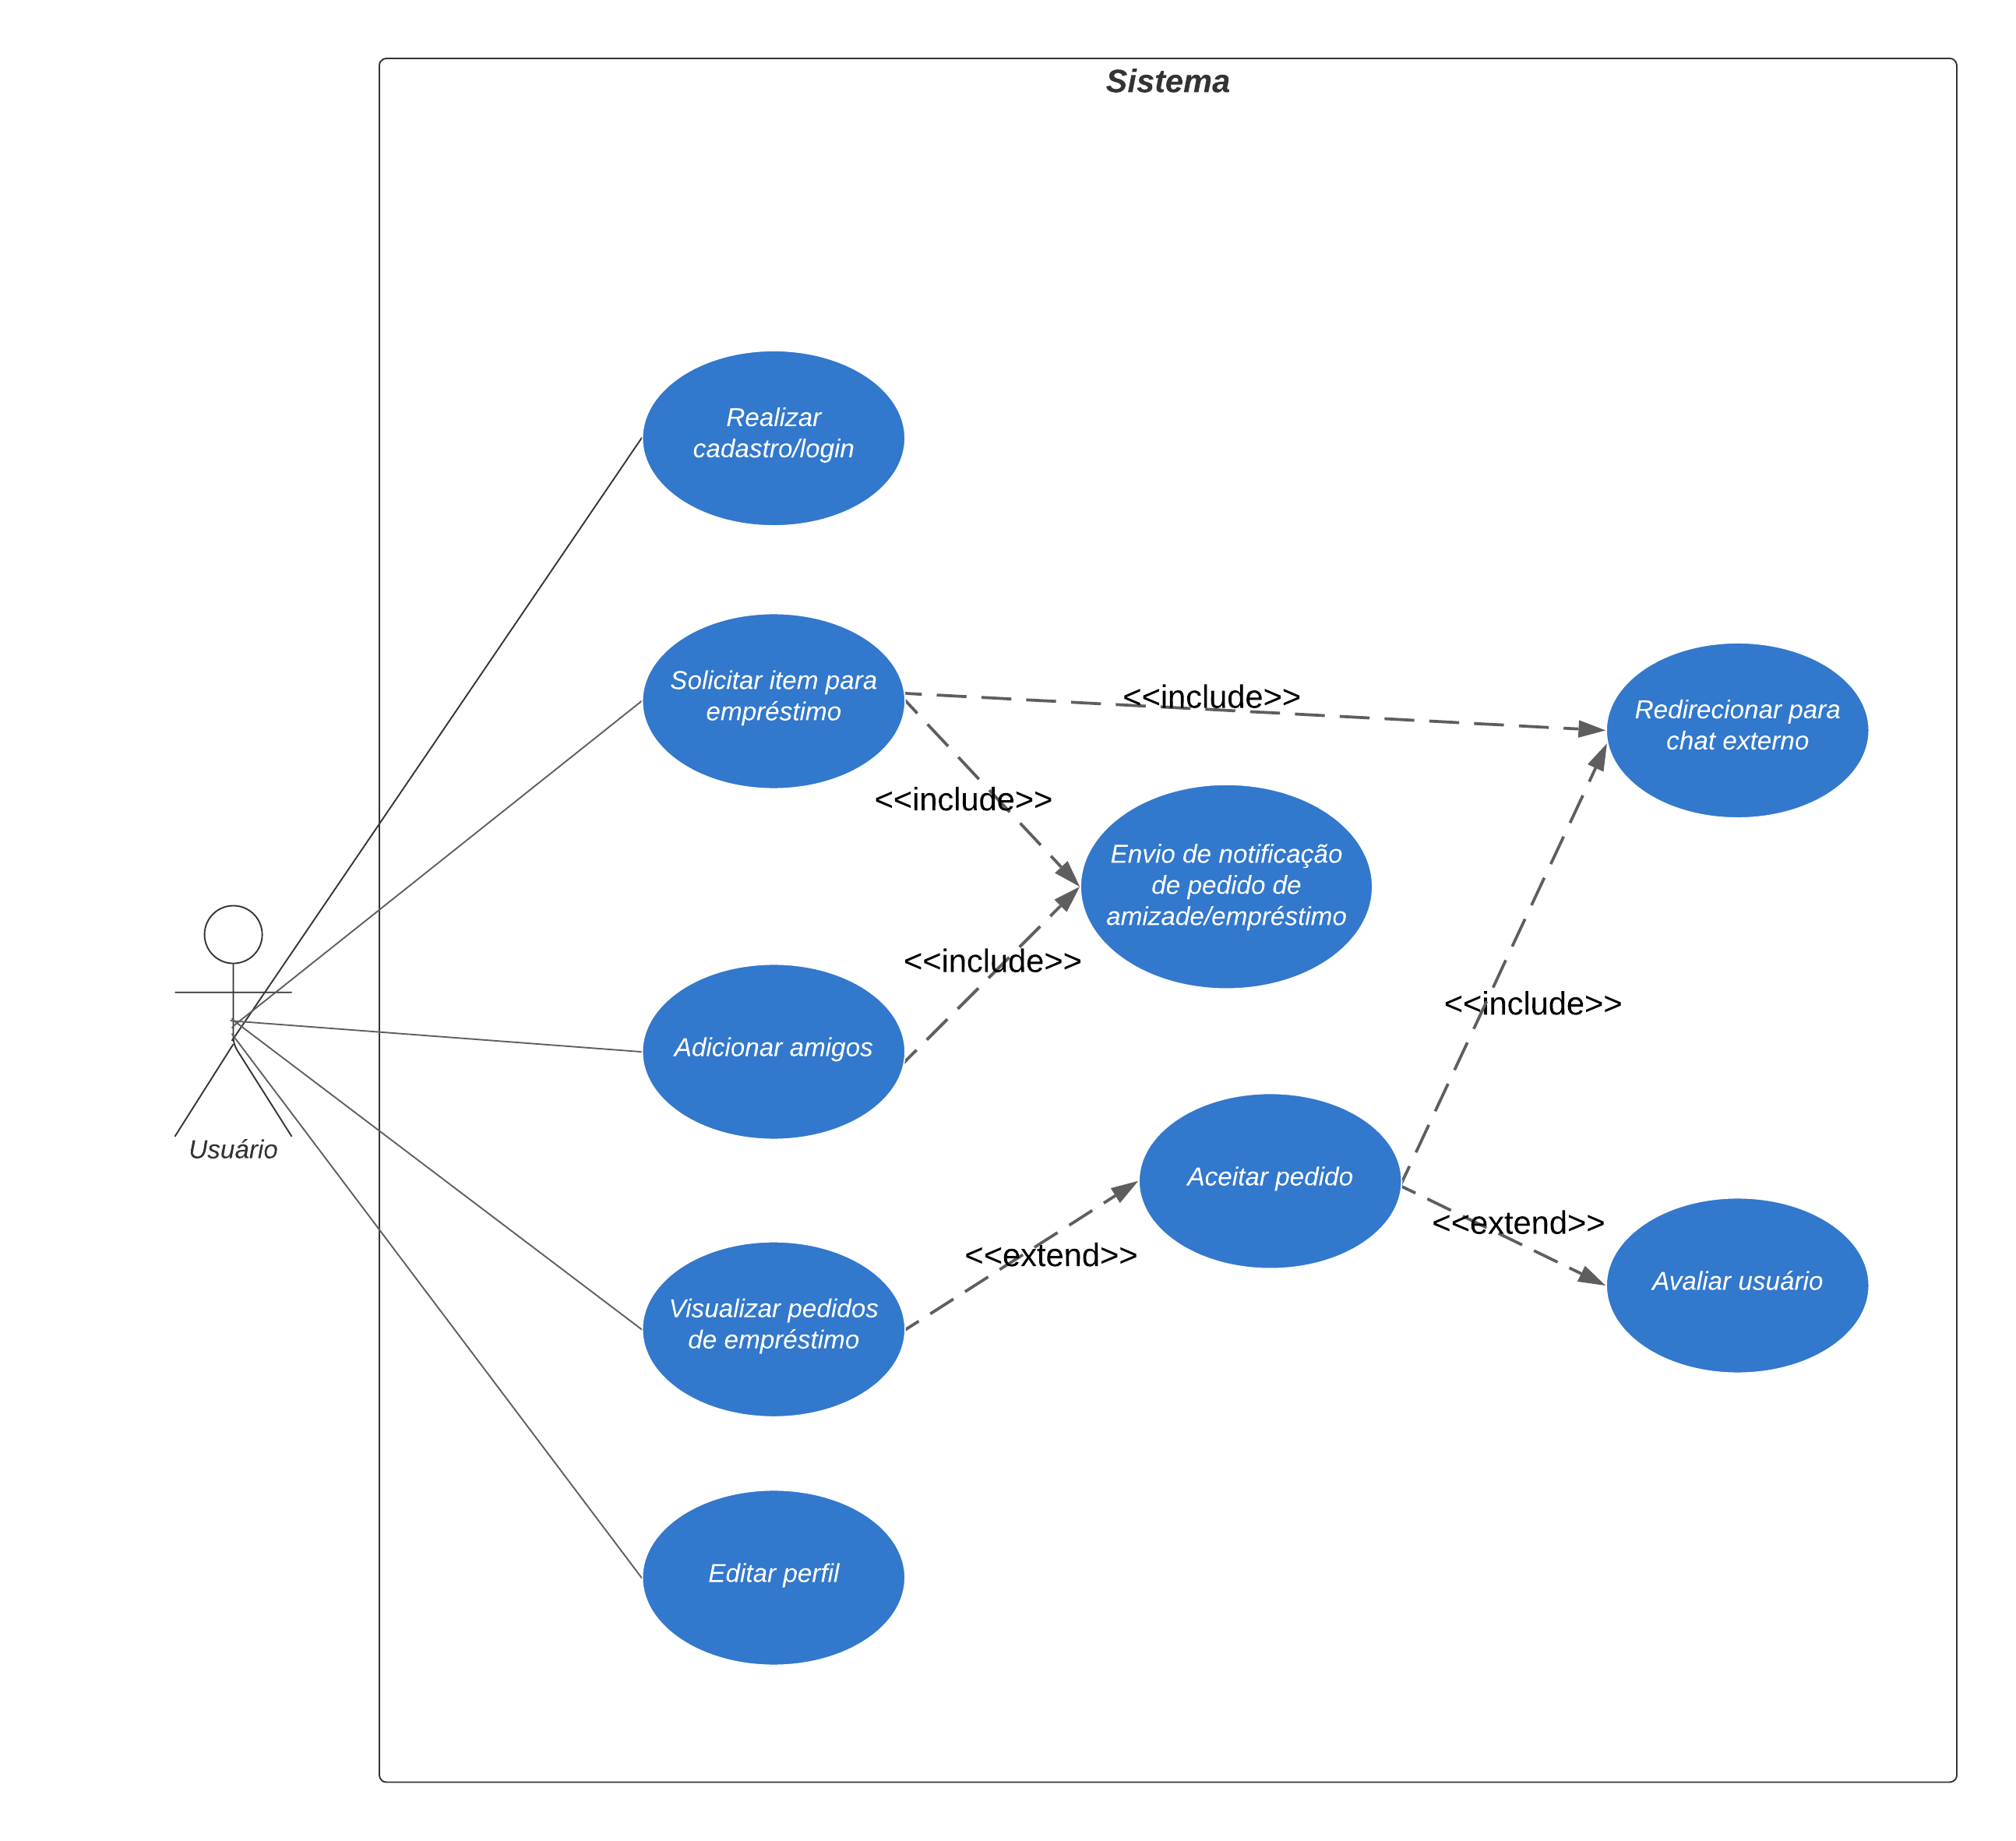 Sistema
Realizar
cadastro/login
Solicitar item para
empréstimo
<<include>>
Redirecionar para
chat externo
<<include>>
Envio de notificação
de pedido de
amizade/empréstimo
<<include>>
Adicionar amigos
<<include>>
Usuário
Aceitar pedido
<<extend>>
<<extend>>
Avaliar usuário
Visualizar pedidos
de empréstimo
Editar perfil